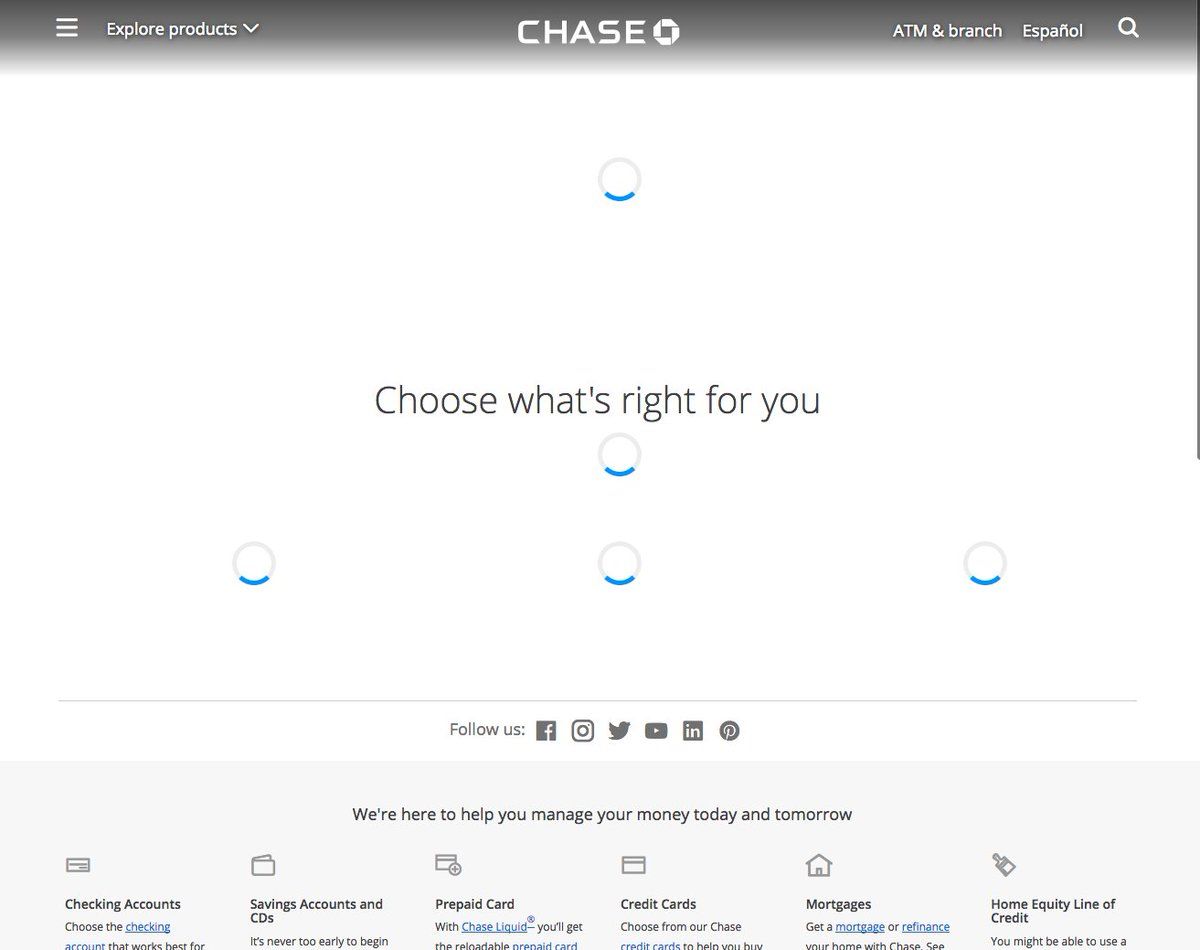 Explore products
CHASE
ATM & branch Español
Choose what's right for you
Follow us:
We're here to help you manage your money today and tomorrow
Checking Accounts
Choose the checking
account that works best for
Savings Accounts and
CDs
It's never too early to begin
Prepaid Card
With Chase Liquid® you'll get
the reloadable prepaid card
Credit Cards
Choose from our Chase
credit cards to help you buy
Mortgages
Get a mortgage or refinance
your home with Chase. See
Home Equity Line of
Credit
You might be able to use a